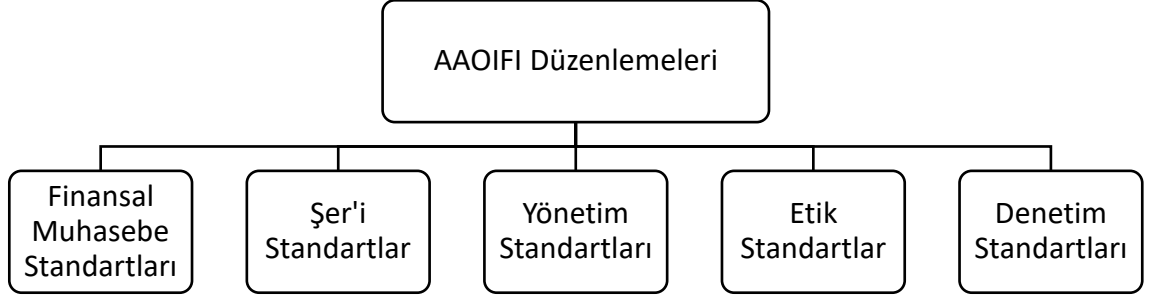 AAOIFI Düzenlemeleri
Finansal
Muhasebe
Standartları
Şer'i
Standartlar
Yönetim
Standartları
Etik
Standartlar
Denetim
Standartları